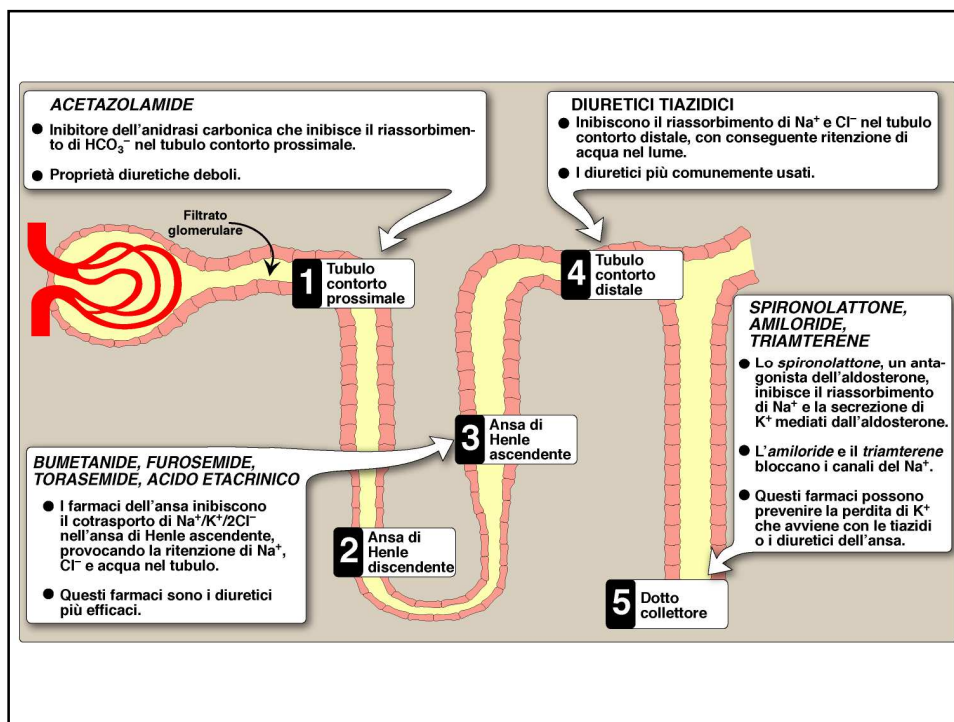 ACETAZOLAMIDE
● Inibitore dell'anidrasi carbonica che inibisce il riassorbime-
nto di HCO₃⁻ nel tubulo contorto prossimale.
● Proprietà diuretiche deboli.
DIURETICI TIAZIDICI
● Inibiscono il riassorbimento di Na⁺ e Cl⁻ nel tubulo
contorto distale, con conseguente ritenzione di
acqua nel lume.
● I diuretici più comunemente usati.
Filtrato
glomerulare
1 Tubulo
contorto
prossimale
4 Tubulo
contorto
distale
SPIRONOLATTONE,
AMILORIDE,
TRIAMTERENE
● Lo spironolattone, un anta-
gonista dell'aldosterone,
inibisce il riassorbimento
di Na⁺ e la secrezione di
K⁺ mediati dall'aldosterone.
● L'amiloride e il triamterene
bloccano i canali del Na⁺.
● Questi farmaci possono
prevenire la perdita di K⁺
che avviene con le tiazidi
o i diuretici dell'ansa.
3 Ansa di
Henle
ascendente
BUMETANIDE, FUROSEMIDE,
TORASEMIDE, ACIDO ETACRINICO
● I farmaci dell'ansa inibiscono
il cotrasporto di Na⁺/K⁺/2Cl⁻
nell'ansa di Henle ascendente,
provocando la ritenzione di Na⁺,
Cl⁻ e acqua nel tubulo.
● Questi farmaci sono i diuretici
più efficaci.
2 Ansa di
Henle
discendente
5 Dotto
collettore